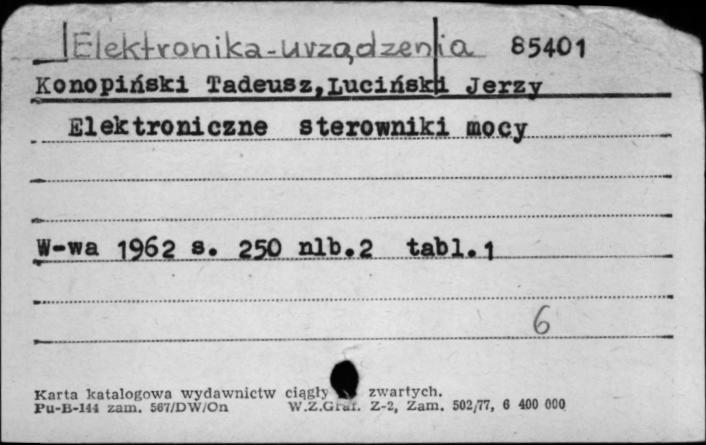 Elektronika-urządzenia 85401
Konopiński Tadeusz,Luciński Jerzy
Elektroniczne sterowniki mocy
W-wa 1962 s. 250 nlb.2 tabl.1
6
Karta katalogowa wydawnictw ciągły zwartych.
Pu-B-144 zam. 567/DW/On W.Z.Graf. Z-2, Zam. 502/77, 6 400 000